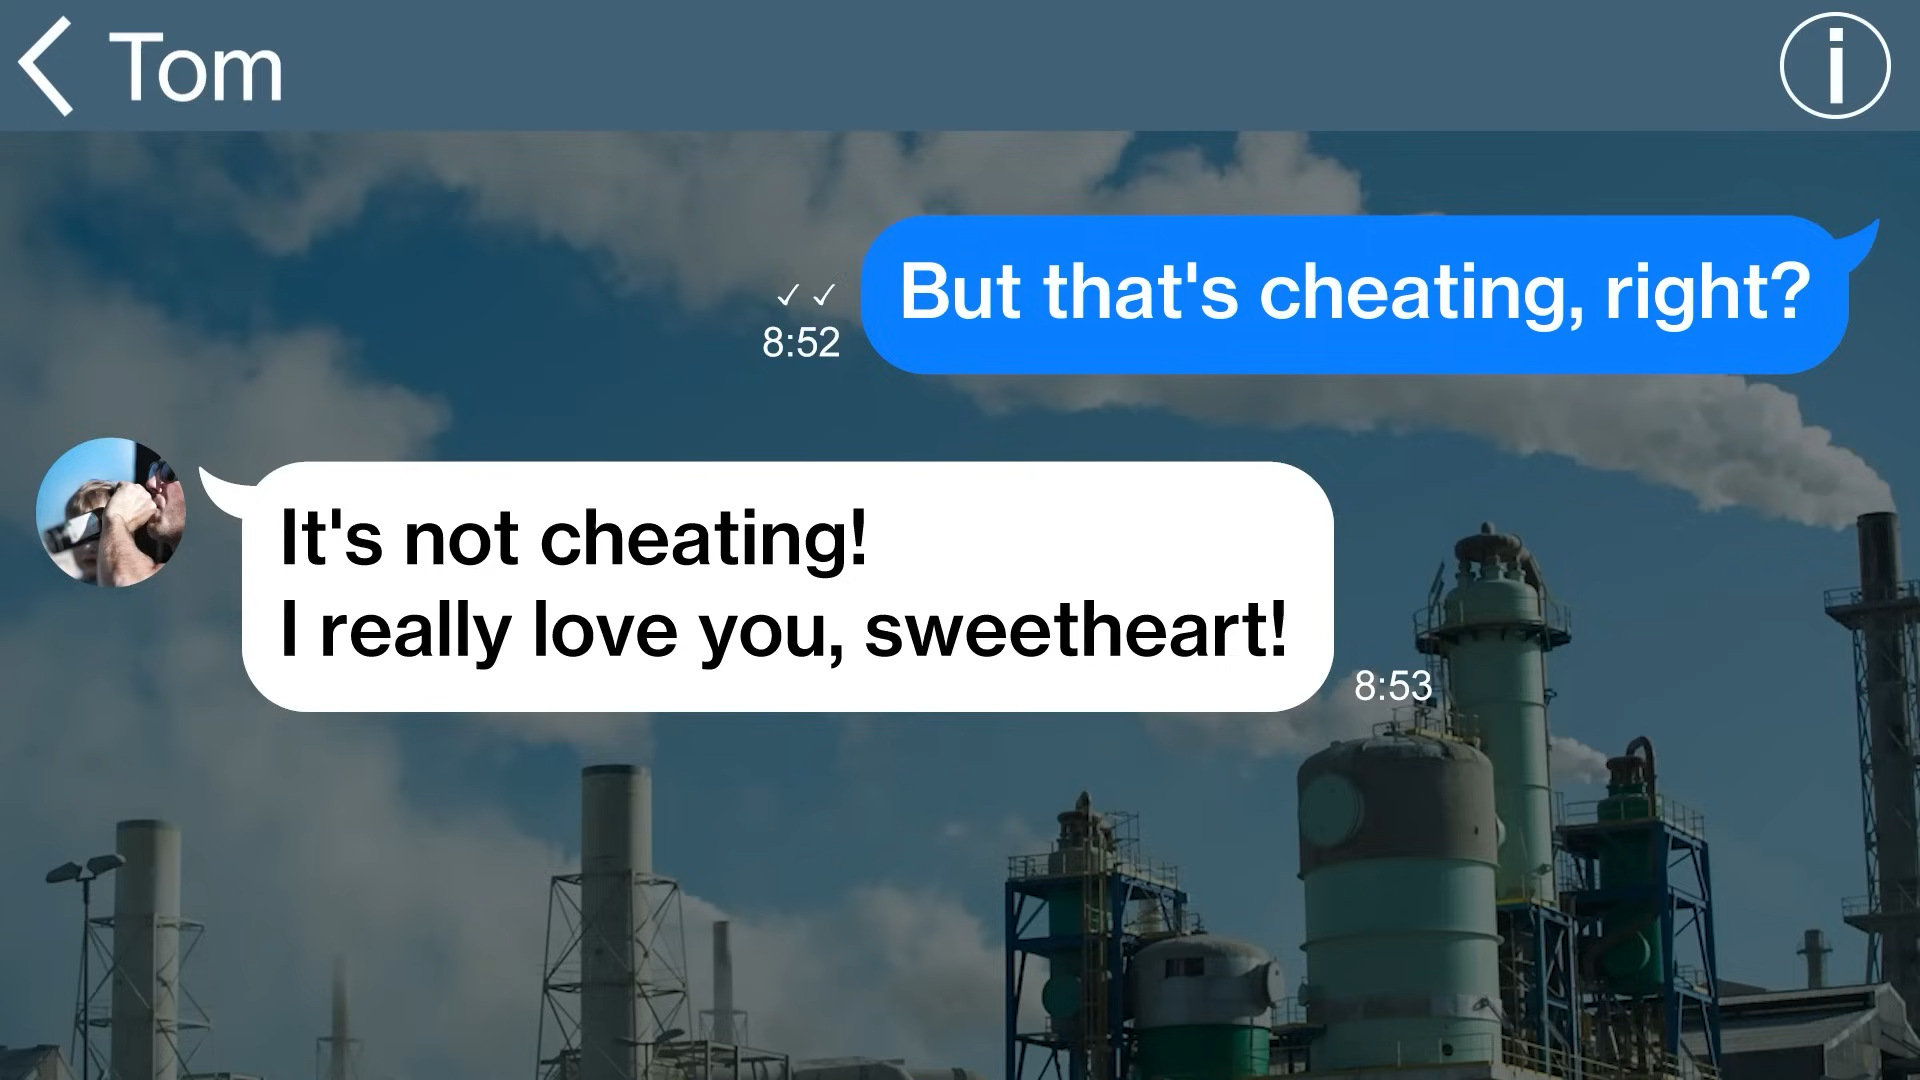 Tom
i
But that's cheating, right?
✓✓
8:52
It's not cheating!
I really love you, sweetheart!
8:53